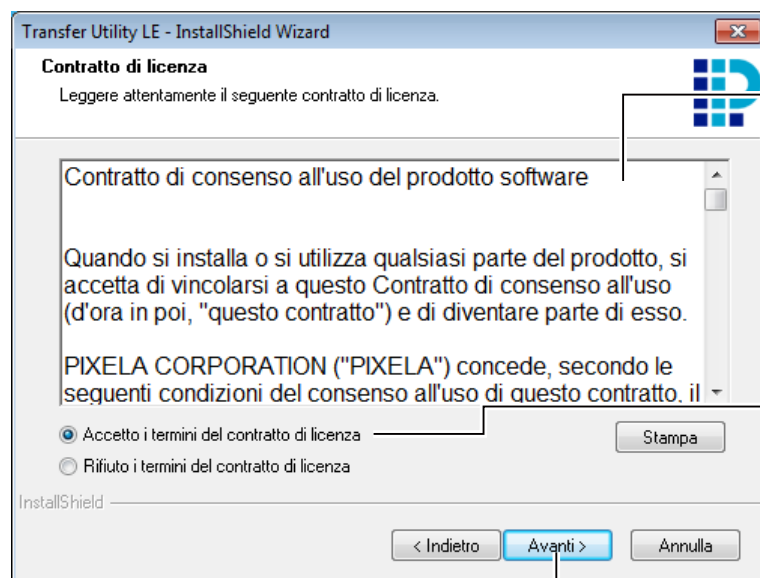 Transfer Utility LE - InstallShield Wizard
Contratto di licenza
Leggere attentamente il seguente contratto di licenza.
Contratto di consenso all'uso del prodotto software
Quando si installa o si utilizza qualsiasi parte del prodotto, si
accetta di vincolarsi a questo Contratto di consenso all'uso
(d'ora in poi, "questo contratto") e di diventare parte di esso.
PIXELA CORPORATION ("PIXELA") concede, secondo le
seguenti condizioni del consenso all'uso di questo contratto, il
Accetto i termini del contratto di licenza
Stampa
Rifiuto i termini del contratto di licenza
InstallShield
< Indietro
Avanti >
Annulla